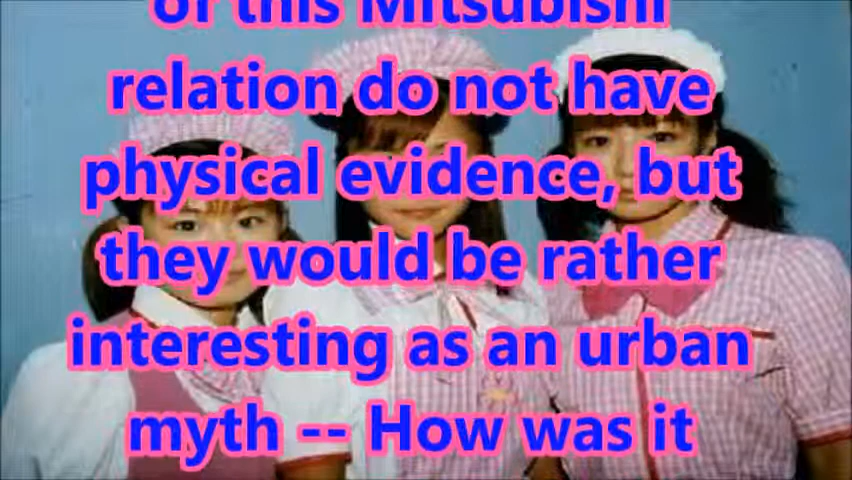 of this Mitsubishi
relation do not have
physical evidence, but
they would be rather
interesting as an urban
myth -- How was it